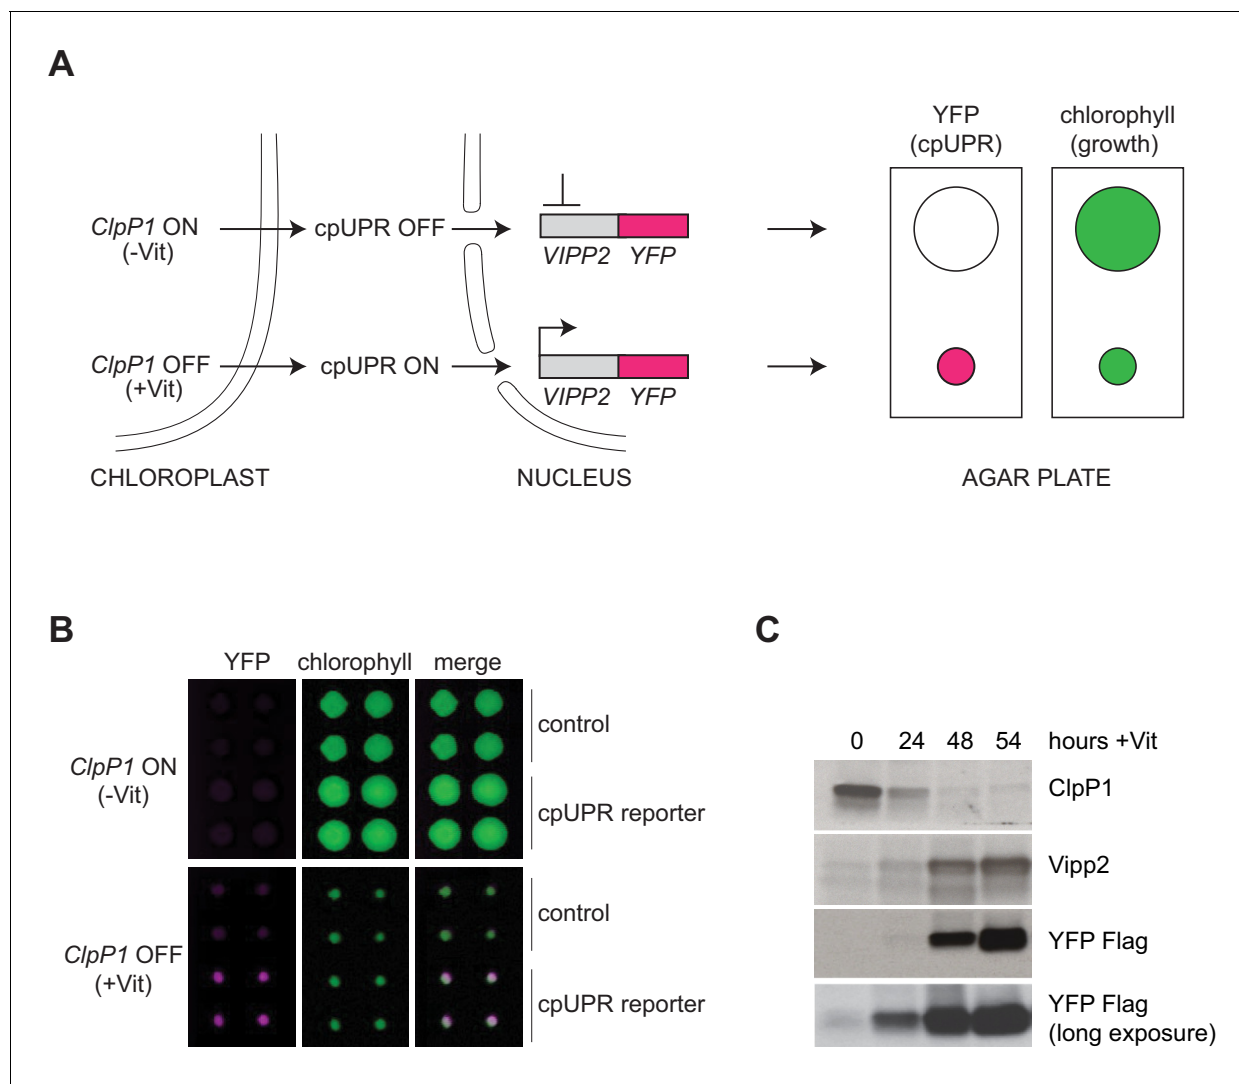 A
YFP
(cpUPR)
chlorophyll
(growth)
ClpP1 ON
(-Vit)
cpUPR OFF
VIPP2 YFP
ClpP1 OFF
(+Vit)
cpUPR ON
VIPP2 YFP
CHLOROPLAST
NUCLEUS
AGAR PLATE
B
YFP chlorophyll merge
ClpP1 ON
(-Vit)
control
cpUPR reporter
ClpP1 OFF
(+Vit)
control
cpUPR reporter
C
0 24 48 54 hours +Vit
ClpP1
Vipp2
YFP Flag
YFP Flag
(long exposure)